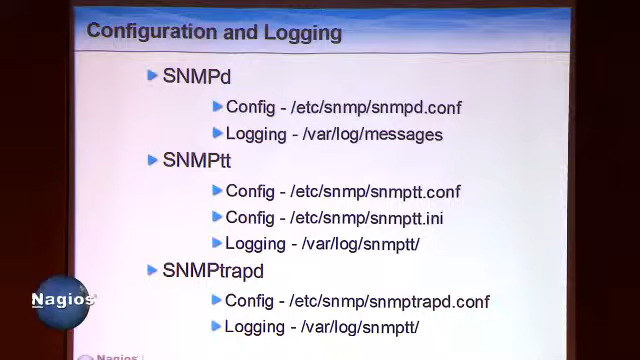 Configuration and Logging
SNMPd
Config - /etc/snmp/snmpd.conf
Logging - /var/log/messages
SNMPtt
Config - /etc/snmp/snmptt.conf
Config - /etc/snmp/snmptt.ini
Logging - /var/log/snmptt/
SNMPtrapd
Config - /etc/snmp/snmptrapd.conf
Logging - /var/log/snmptt/
Nagios®
Nagios